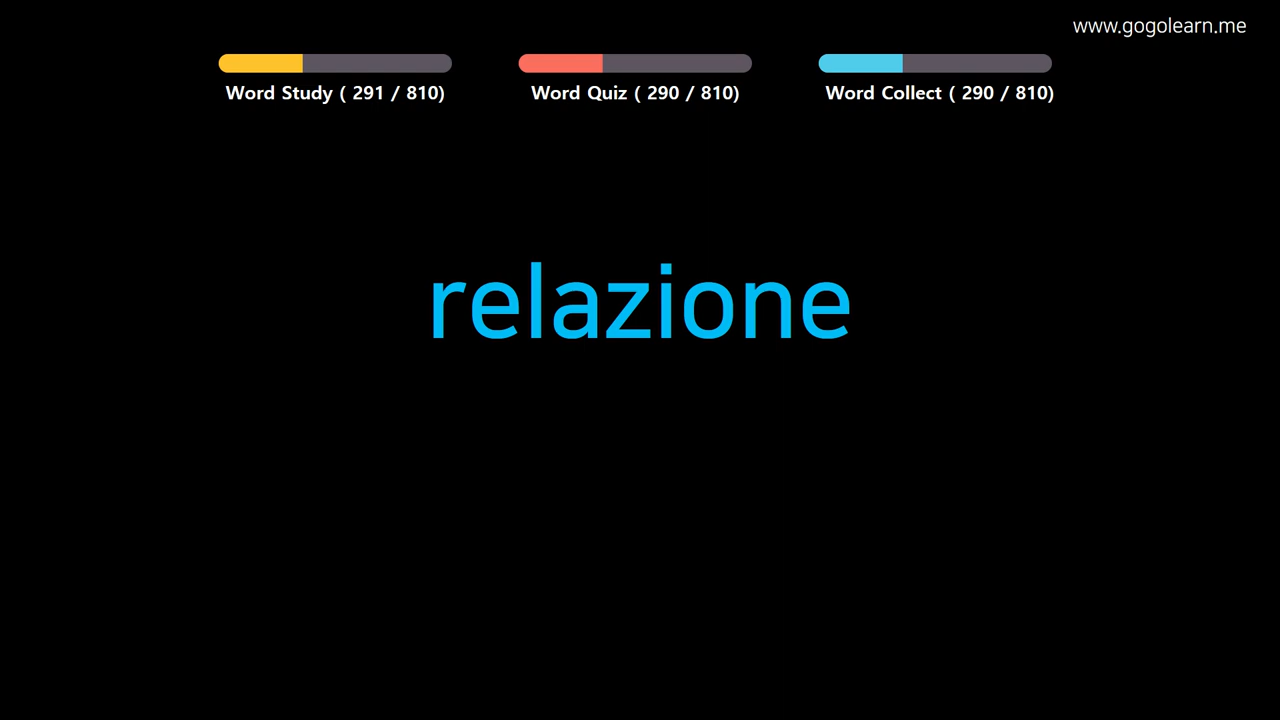 www.gogolearn.me
Word Study ( 291 / 810)
Word Quiz ( 290 / 810)
Word Collect ( 290 / 810)
relazione